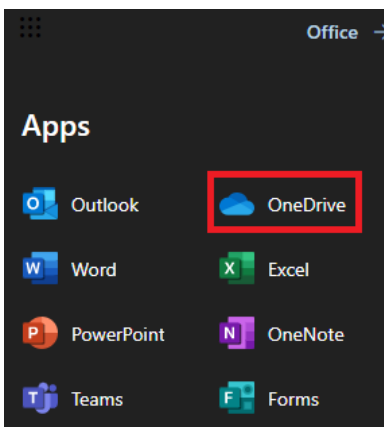 Office
Apps
Outlook
OneDrive
Word
Excel
PowerPoint
OneNote
Teams
Forms